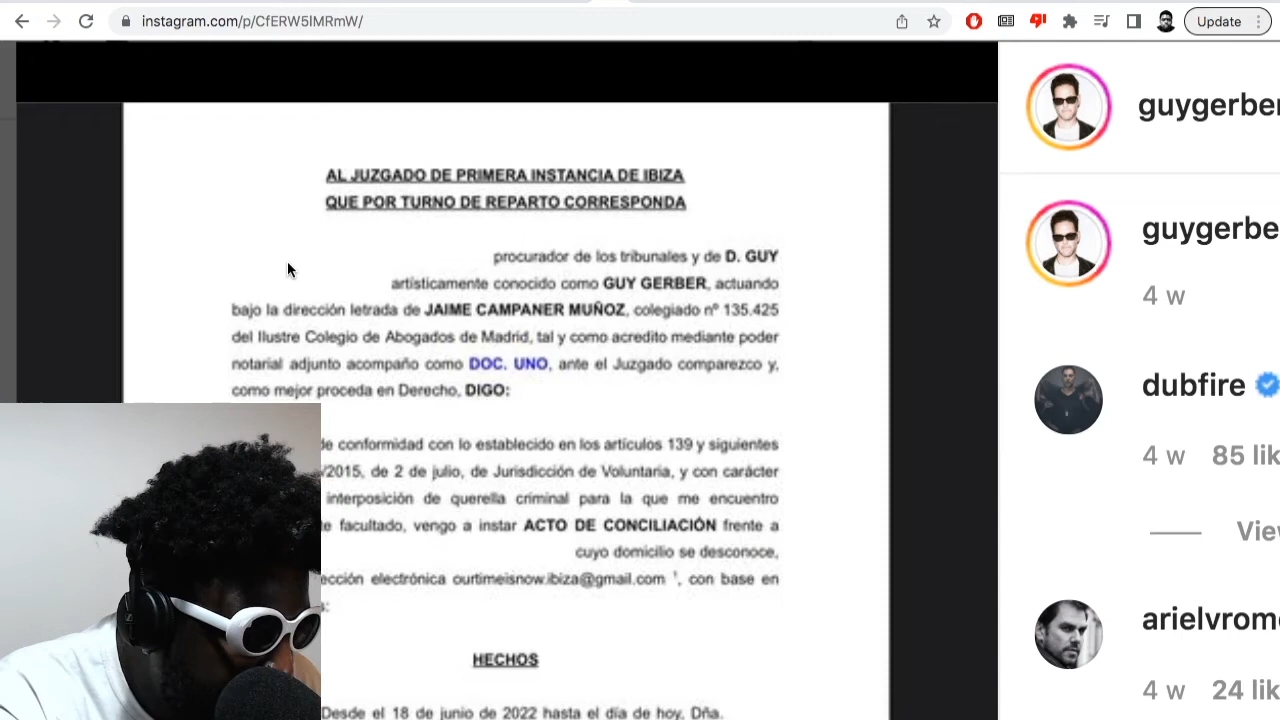 instagram.com/p/CfERW5IMRmW/
Update
AL JUZGADO DE PRIMERA INSTANCIA DE IBIZA
QUE POR TURNO DE REPARTO CORRESPONDA
procurador de los tribunales y de D. GUY
artísticamente conocido como GUY GERBER, actuando
bajo la dirección letrada de JAIME CAMPANER MUÑOZ, colegiado nº 135.425
del Ilustre Colegio de Abogados de Madrid, tal y como acredito mediante poder
notarial adjunto acompaño como DOC. UNO, ante el Juzgado comparezco y,
como mejor proceda en Derecho, DIGO:
de conformidad con lo establecido en los artículos 139 y siguientes
/2015, de 2 de julio, de Jurisdicción de Voluntaria, y con carácter
interposición de querella criminal para la que me encuentro
facultado, vengo a instar ACTO DE CONCILIACIÓN frente a
cuyo domicilio se desconoce,
ección electrónica ourtimeisnow.ibiza@gmail.com ¹, con base en
HECHOS
Desde el 18 de junio de 2022 hasta el día de hoy, Dña.
guygerber
guygerbe
4 w
dubfire
4 w 85 lik
View
arielvrome
4 w 24 lik